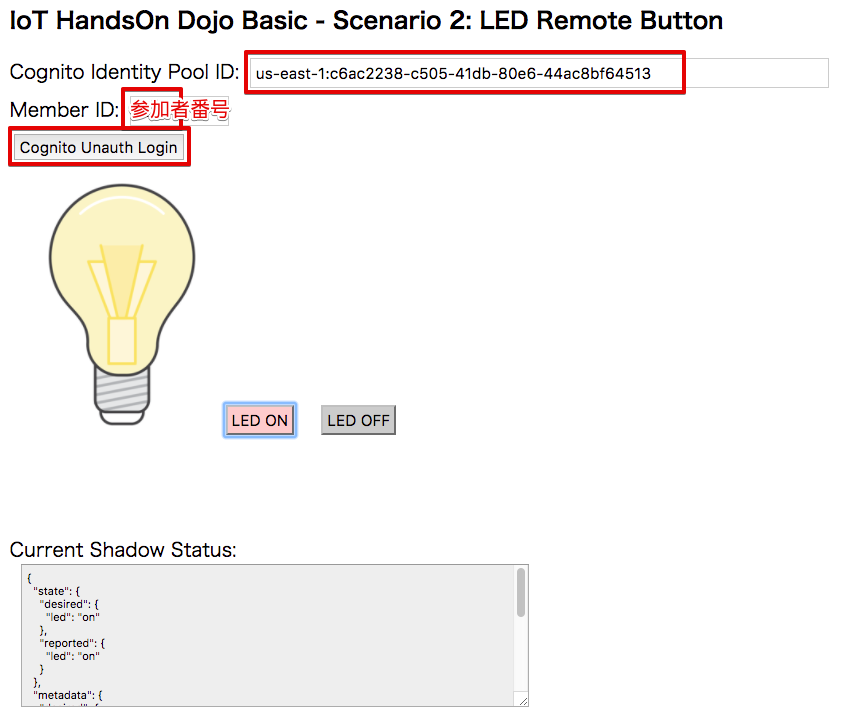 IoT HandsOn Dojo Basic - Scenario 2: LED Remote Button
Cognito Identity Pool ID: us-east-1:c6ac2238-c505-41db-80e6-44ac8bf64513
Member ID: 参加者番号
Cognito Unauth Login
LED ON LED OFF
Current Shadow Status:
{
"state": {
"desired": {
"led": "on"
},
"reported": {
"led": "on"
}
},
"metadata": {